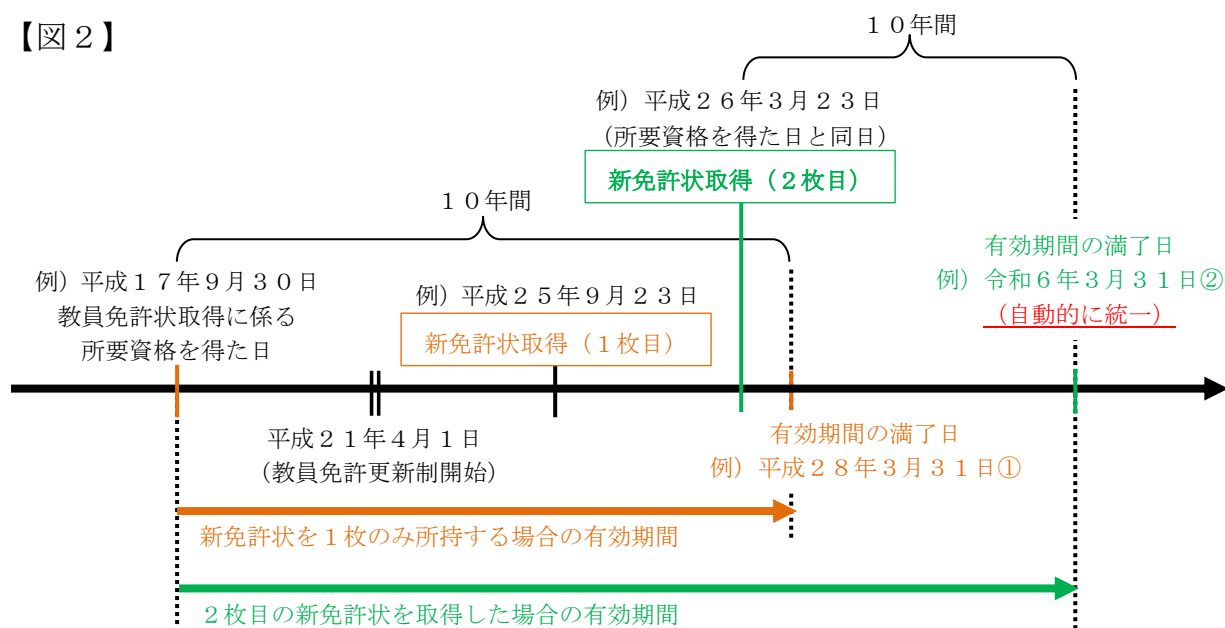 【図２】
１０年間
例）平成２６年３月２３日
（所要資格を得た日と同日）
新免許状取得（２枚目）
１０年間
例）平成１７年９月３０日
教員免許状取得に係る
所要資格を得た日
例）平成２５年９月２３日
新免許状取得（１枚目）
有効期間の満了日
例）令和６年３月３１日②
（自動的に統一）
平成２１年４月１日
（教員免許更新制開始）
有効期間の満了日
例）平成２８年３月３１日①
新免許状を１枚のみ所持する場合の有効期間
２枚目の新免許状を取得した場合の有効期間